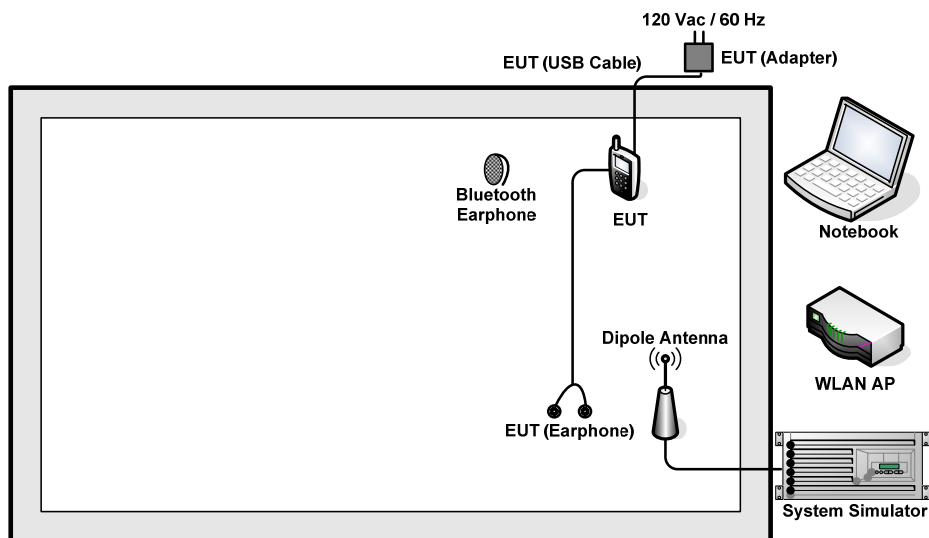 120 Vac / 60 Hz
EUT (USB Cable)
EUT (Adapter)
Bluetooth
Earphone
EUT
Notebook
Dipole Antenna
WLAN AP
EUT (Earphone)
System Simulator